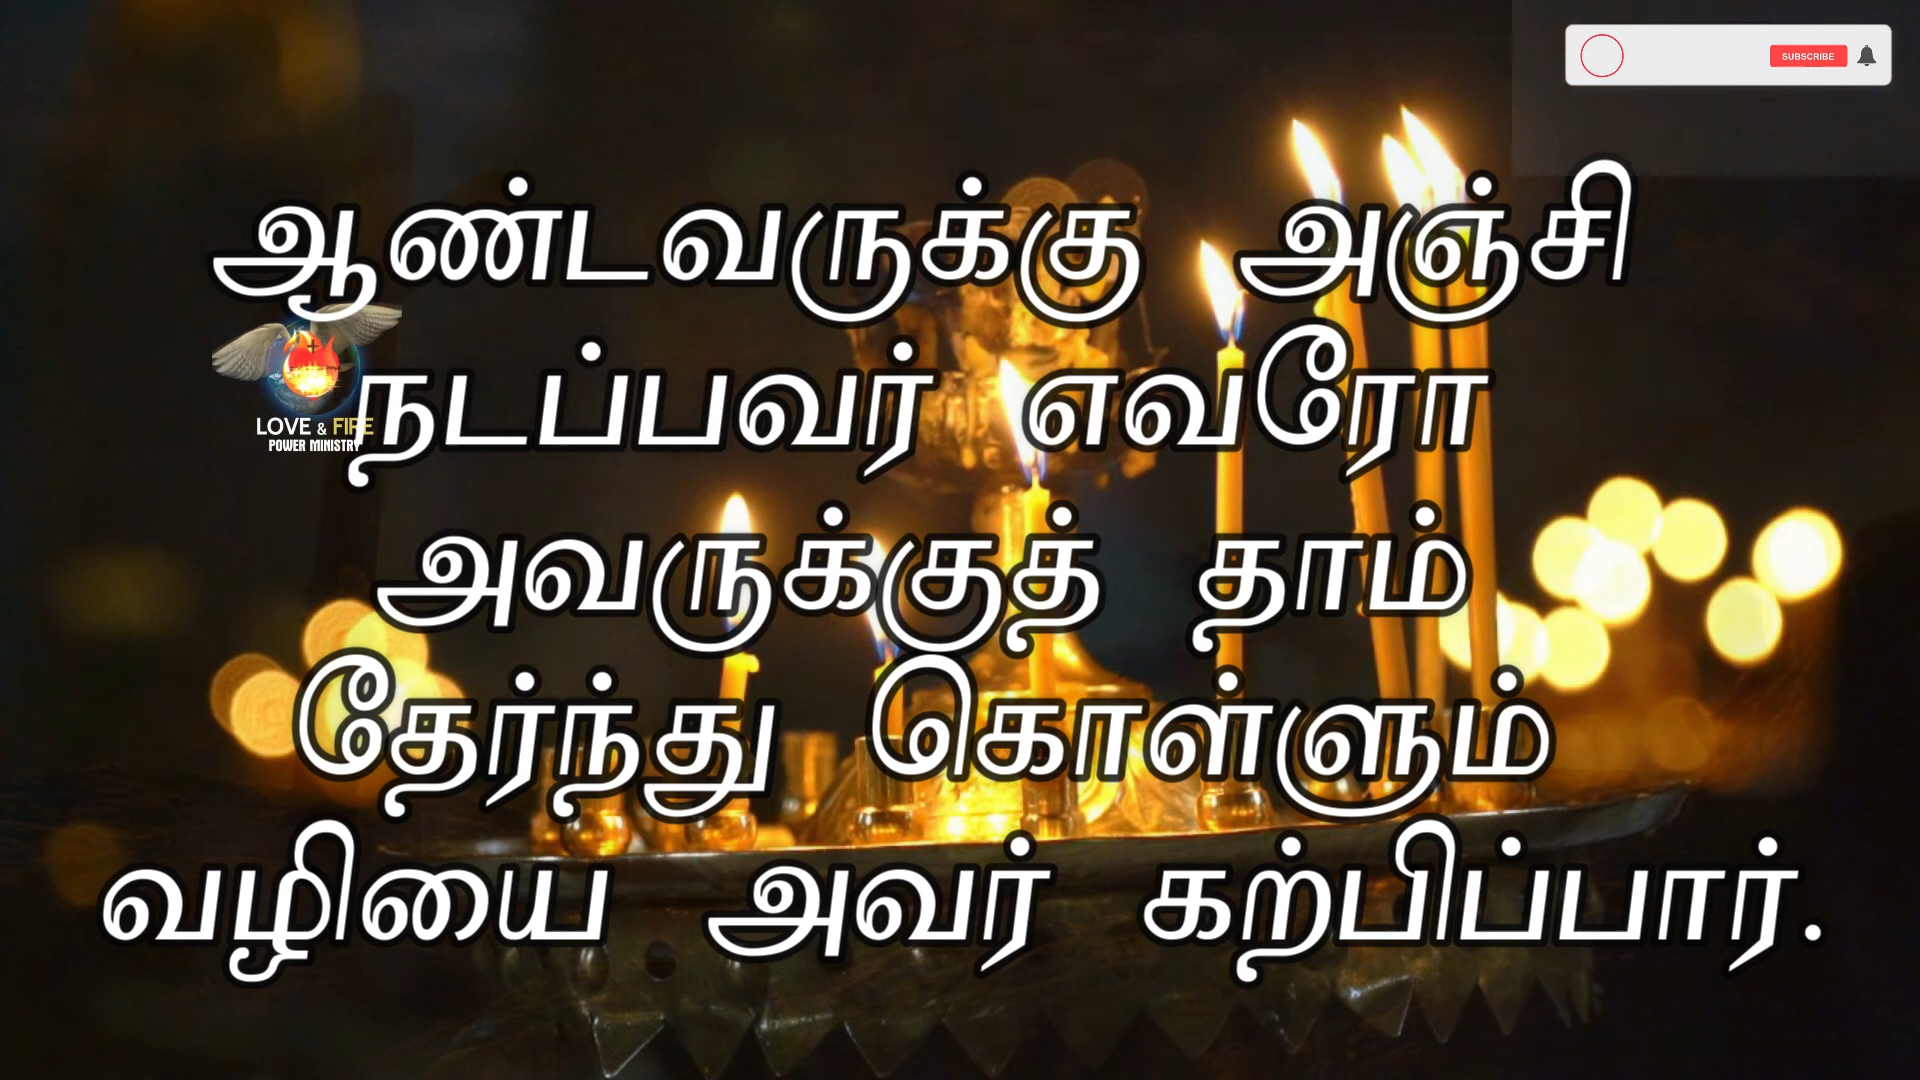 SUBSCRIBE
ஆண்டவருக்கு அஞ்சி
நடப்பவர் எவரோ
LOVE & FIRE
POWER MINISTRY
அவருக்குத் தாம்
தேர்ந்து கொள்ளும்
வழியை அவர் கற்பிப்பார்.